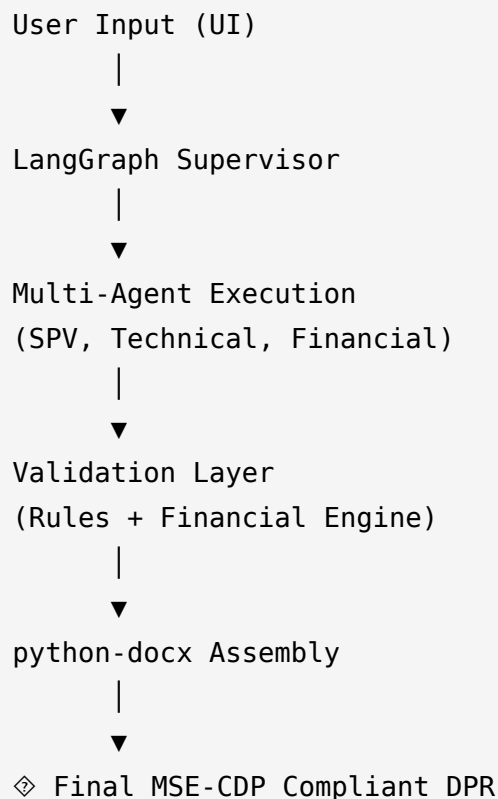 User Input (UI)
│
▼
LangGraph Supervisor
│
▼
Multi-Agent Execution
(SPV, Technical, Financial)
│
▼
Validation Layer
(Rules + Financial Engine)
│
▼
python-docx Assembly
│
▼
� Final MSE-CDP Compliant DPR